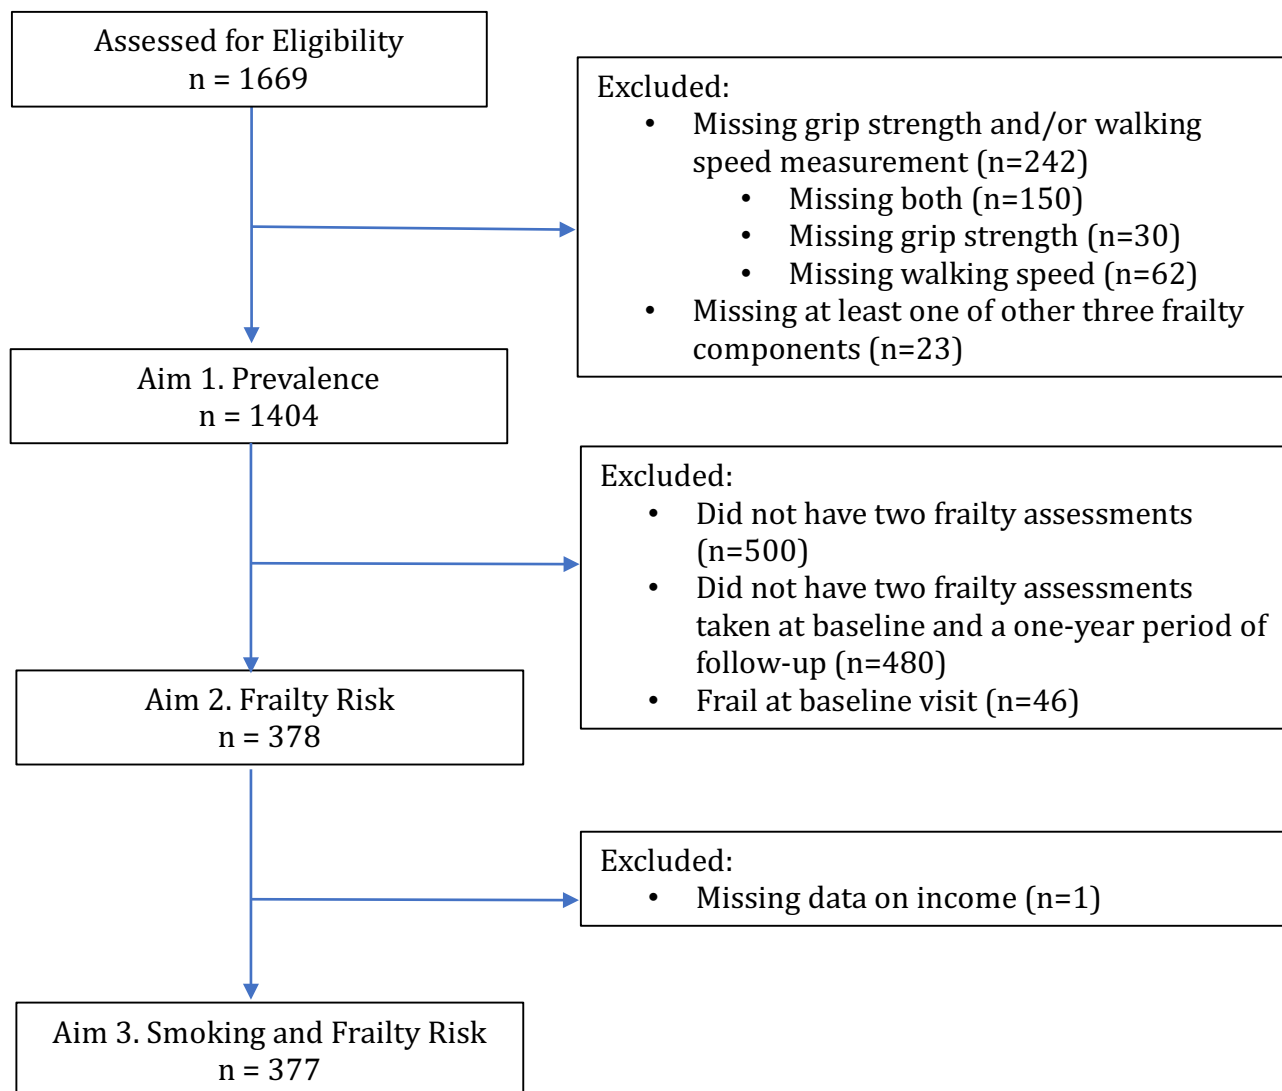 Assessed for Eligibility
n = 1669
Excluded:
• Missing grip strength and/or walking
speed measurement (n=242)
• Missing both (n=150)
• Missing grip strength (n=30)
• Missing walking speed (n=62)
• Missing at least one of other three frailty
components (n=23)
Aim 1. Prevalence
n = 1404
Excluded:
• Did not have two frailty assessments
(n=500)
• Did not have two frailty assessments
taken at baseline and a one-year period of
follow-up (n=480)
• Frail at baseline visit (n=46)
Aim 2. Frailty Risk
n = 378
Excluded:
• Missing data on income (n=1)
Aim 3. Smoking and Frailty Risk
n = 377